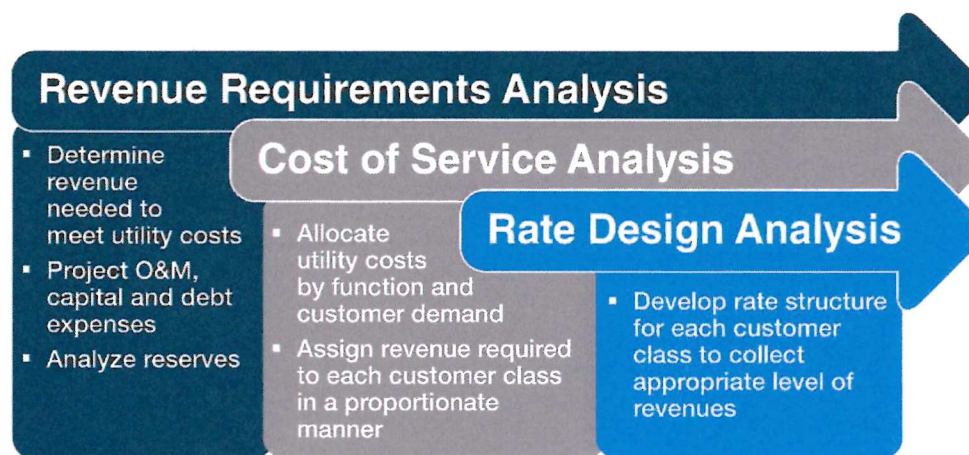 Revenue Requirements Analysis
▪ Determine
revenue
needed to
meet utility costs
▪ Project O&M,
capital and debt
expenses
▪ Analyze reserves
Cost of Service Analysis
▪ Allocate
utility costs
by function and
customer demand
▪ Assign revenue required
to each customer class
in a proportionate
manner
Rate Design Analysis
▪ Develop rate structure
for each customer
class to collect
appropriate level of
revenues